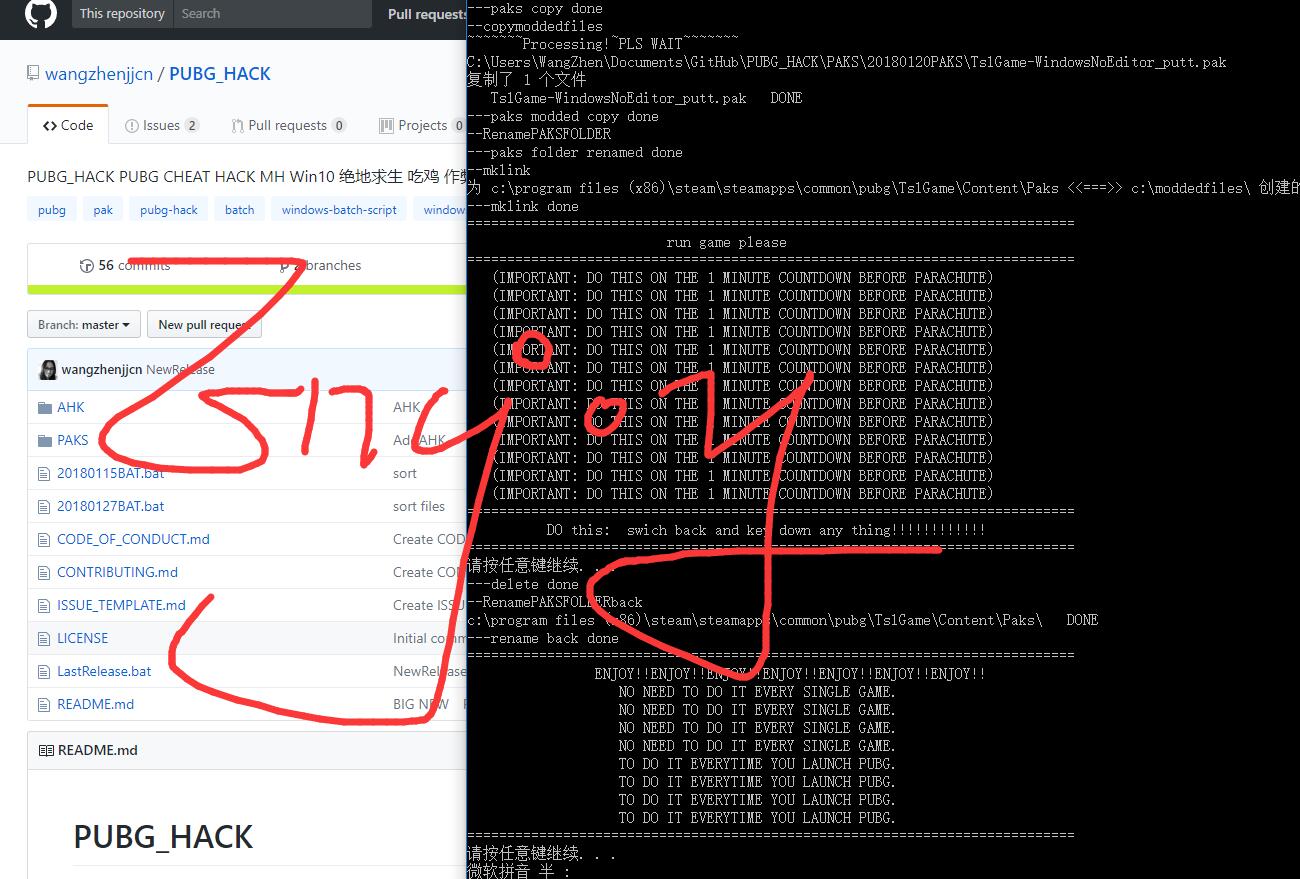 This repository
Search
Pull requests
wangzhenjjcn / PUBG_HACK
Code
Issues 2
Pull requests 0
Projects 0
PUBG_HACK PUBG CHEAT HACK MH Win10 绝地求生 吃鸡
pubg
pak
pubg-hack
batch
windows-batch-script
window
56 commits
branches
Branch: master
New pull request
wangzhenjjcn NewRelease
AHK
AHK
PAKS
Add AHK
20180115BAT.bat
sort
20180127BAT.bat
sort files
CODE_OF_CONDUCT.md
Create COD
CONTRIBUTING.md
Create CO
ISSUE_TEMPLATE.md
Create ISSU
LICENSE
Initial comm
LastRelease.bat
NewRelease
README.md
BIG NEW
README.md
PUBG_HACK
---paks copy done
--copymoddedfiles
~~~~~~~Processing!~PLS WAIT~~~~~~~
C:\Users\WangZhen\Documents\GitHub\PUBG_HACK\PAKS\20180120PAKS\TslGame-WindowsNoEditor_putt.pak
复制了 1 个文件
TslGame-WindowsNoEditor_putt.pak DONE
---paks modded copy done
--RenamePAKSFOLDER
---paks folder renamed done
--mklink
为 c:\program files (x86)\steam\steamapps\common\pubg\TslGame\Content\Paks <<===>> c:\moddedfiles\ 创建的
---mklink done
===========================================================================
run game please
===========================================================================
(IMPORTANT: DO THIS ON THE 1 MINUTE COUNTDOWN BEFORE PARACHUTE)
(IMPORTANT: DO THIS ON THE 1 MINUTE COUNTDOWN BEFORE PARACHUTE)
(IMPORTANT: DO THIS ON THE 1 MINUTE COUNTDOWN BEFORE PARACHUTE)
(IMPORTANT: DO THIS ON THE 1 MINUTE COUNTDOWN BEFORE PARACHUTE)
(IMPORTANT: DO THIS ON THE 1 MINUTE COUNTDOWN BEFORE PARACHUTE)
(IMPORTANT: DO THIS ON THE 1 MINUTE COUNTDOWN BEFORE PARACHUTE)
(IMPORTANT: DO THIS ON THE 1 MINUTE COUNTDOWN BEFORE PARACHUTE)
(IMPORTANT: DO THIS ON THE 1 MINUTE COUNTDOWN BEFORE PARACHUTE)
(IMPORTANT: DO THIS ON THE 1 MINUTE COUNTDOWN BEFORE PARACHUTE)
(IMPORTANT: DO THIS ON THE 1 MINUTE COUNTDOWN BEFORE PARACHUTE)
(IMPORTANT: DO THIS ON THE 1 MINUTE COUNTDOWN BEFORE PARACHUTE)
(IMPORTANT: DO THIS ON THE 1 MINUTE COUNTDOWN BEFORE PARACHUTE)
(IMPORTANT: DO THIS ON THE 1 MINUTE COUNTDOWN BEFORE PARACHUTE)
===========================================================================
DO this: swich back and key down any thing!!!!!!!!!!!!
===========================================================================
请按任意键继续. . .
---delete done
--RenamePAKSFOLDERback
c:\program files (x86)\steam\steamapps\common\pubg\TslGame\Content\Paks\ DONE
---rename back done
===========================================================================
ENJOY!!ENJOY!!ENJOY!!ENJOY!!ENJOY!!ENJOY!!ENJOY!!
NO NEED TO DO IT EVERY SINGLE GAME.
NO NEED TO DO IT EVERY SINGLE GAME.
NO NEED TO DO IT EVERY SINGLE GAME.
NO NEED TO DO IT EVERY SINGLE GAME.
TO DO IT EVERYTIME YOU LAUNCH PUBG.
TO DO IT EVERYTIME YOU LAUNCH PUBG.
TO DO IT EVERYTIME YOU LAUNCH PUBG.
TO DO IT EVERYTIME YOU LAUNCH PUBG.
===========================================================================
请按任意键继续. . .
微软拼音 半 :